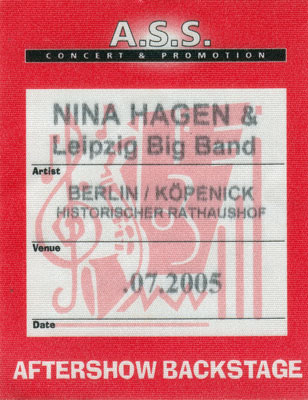 A.S.S.
CONCERT & PROMOTION
NINA HAGEN &
Leipzig Big Band
Artist
BERLIN / KÖPENICK
HISTORISCHER RATHAUSHOF
Venue
.07.2005
Date
AFTERSHOW BACKSTAGE